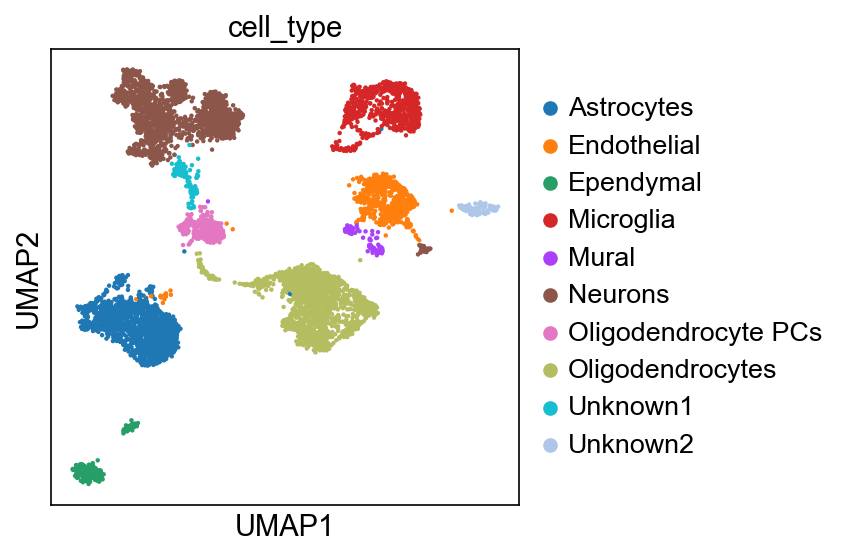 cell_type
Astrocytes
Endothelial
Ependymal
Microglia
Mural
Neurons
Oligodendrocyte PCs
Oligodendrocytes
Unknown1
Unknown2
UMAP2
UMAP1